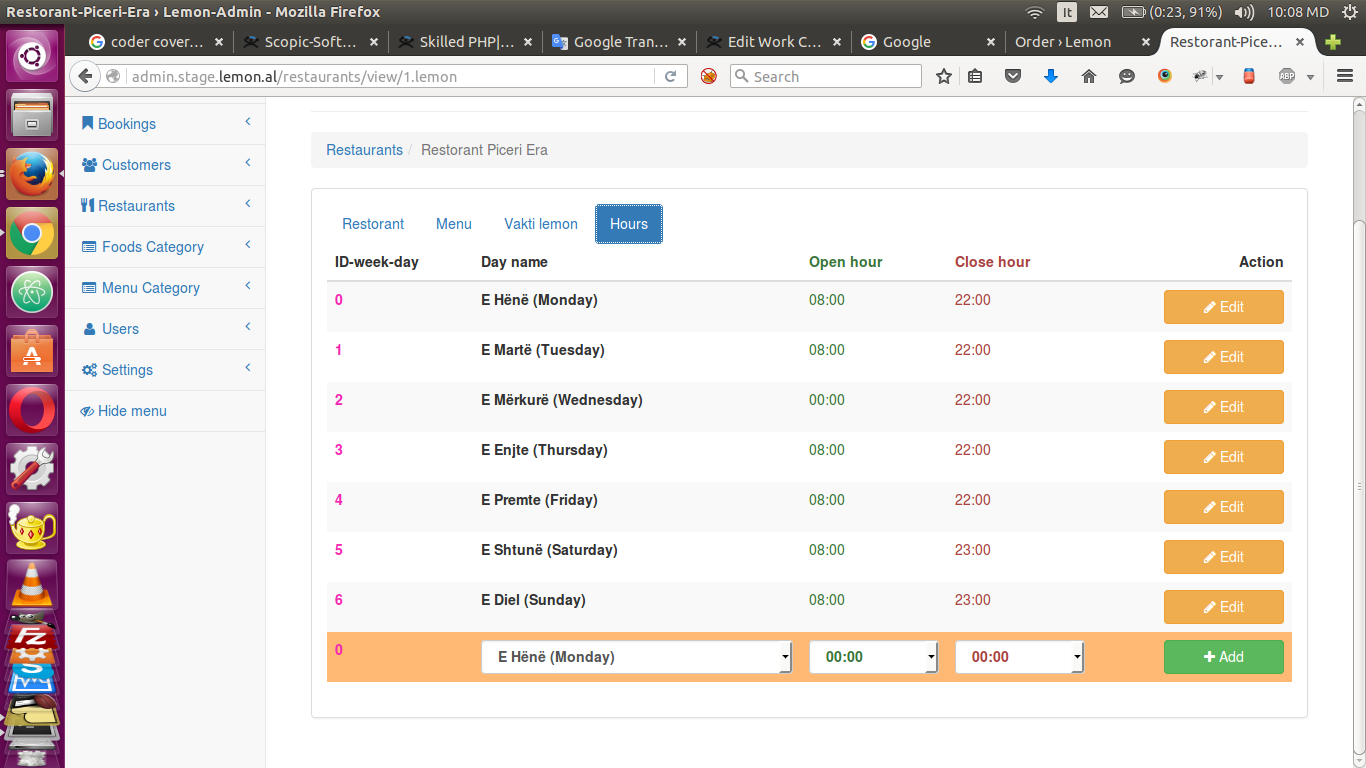 Restorant-Piceri-Era › Lemon-Admin - Mozilla Firefox
It (0:23, 91%) 10:08 MD
coder cover... Scopic-Soft... Skilled PHP|... Google Tran... Edit Work C... Google Order › Lemon Restorant-Pice...
admin.stage.lemon.al/restaurants/view/1.lemon Search ABP
Bookings
Customers
Restaurants
Foods Category
Menu Category
Users
Settings
Hide menu
Restaurants / Restorant Piceri Era
Restorant Menu Vakti lemon Hours
ID-week-day Day name Open hour Close hour Action
0 E Hënë (Monday) 08:00 22:00 Edit
1 E Martë (Tuesday) 08:00 22:00 Edit
2 E Mërkurë (Wednesday) 00:00 22:00 Edit
3 E Enjte (Thursday) 08:00 22:00 Edit
4 E Premte (Friday) 08:00 22:00 Edit
5 E Shtunë (Saturday) 08:00 23:00 Edit
6 E Diel (Sunday) 08:00 23:00 Edit
0 E Hënë (Monday) 00:00 00:00 Add